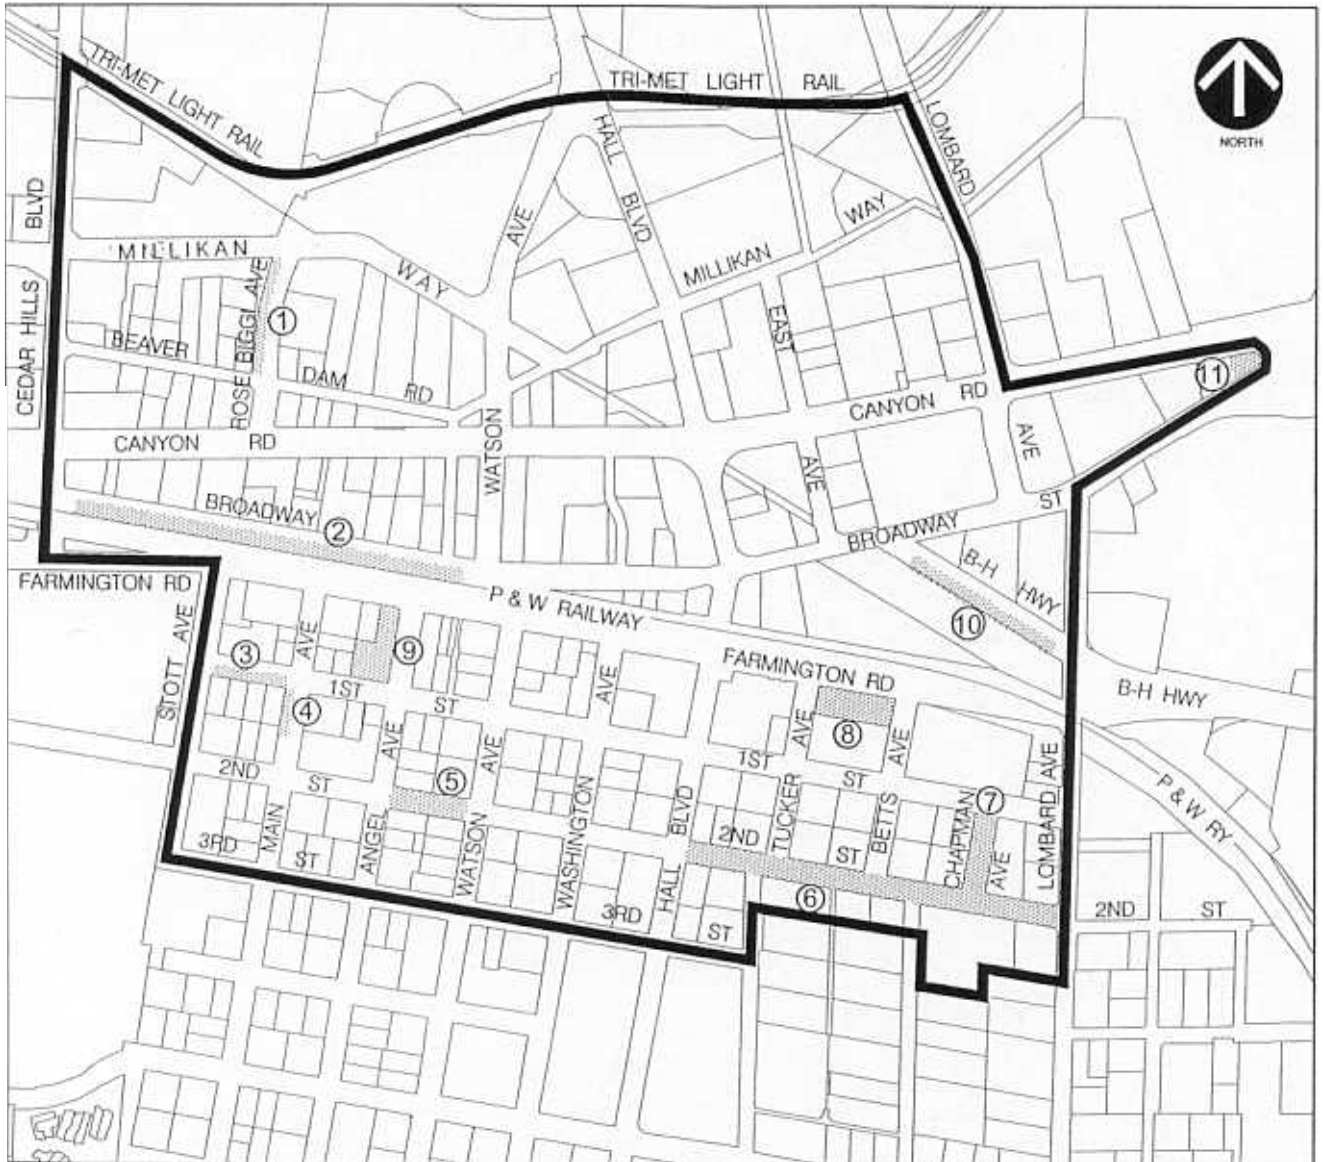 TRI-MET LIGHT RAIL
TRI-MET LIGHT RAIL
LOMBARD
NORTH
HALL BLVD
AVE
WAY
BLVD
MILLIKAN
WAY
MILLIKAN
ROSE BIGGI AVE
1
EAST
CEDAR HILLS
BEAVER
DAM RD
11
CANYON RD
CANYON RD
WATSON
AVE
AVE
ST
BROADWAY
2
BROADWAY
B-H HWY
FARMINGTON RD
P & W RAILWAY
10
STOTT AVE
3
AVE
9
1ST
ST
AVE
FARMINGTON RD
B-H HWY
4
AVE
AVE
AVE
8
AVE
1ST
ST
2ND
ST
5
7
P & W RY
MAIN
ANGEL
WATSON
WASHINGTON
BLVD
TUCKER
BETTS
CHAPMAN
AVE
LOMBARD AVE
3RD
ST
2ND
ST
HALL
6
3RD
ST
2ND
ST